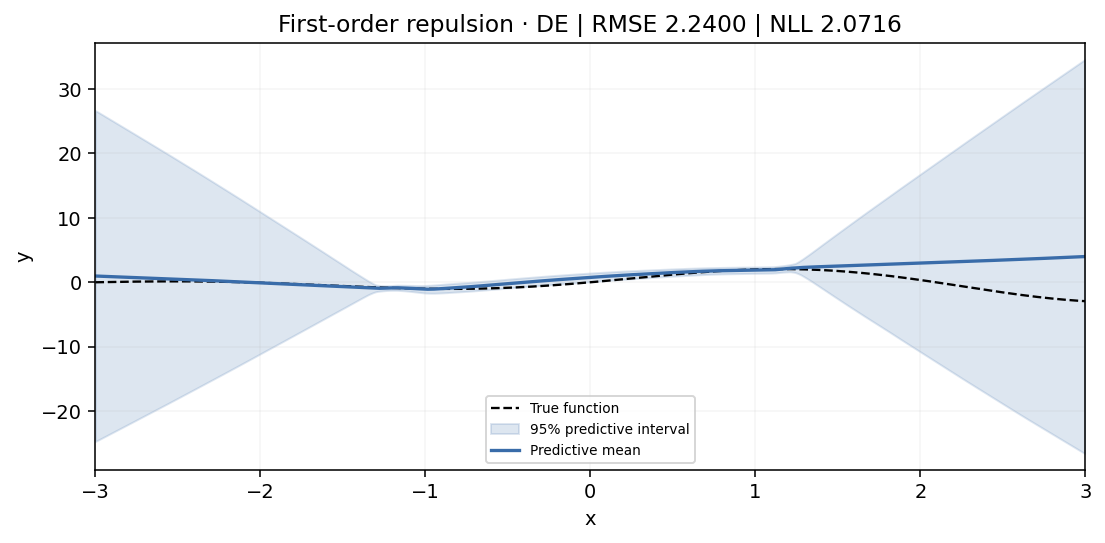 First-order repulsion · DE | RMSE 2.2400 | NLL 2.0716
y
30
20
10
0
−10
−20
True function
95% predictive interval
Predictive mean
−3 −2 −1 0 1 2 3
x